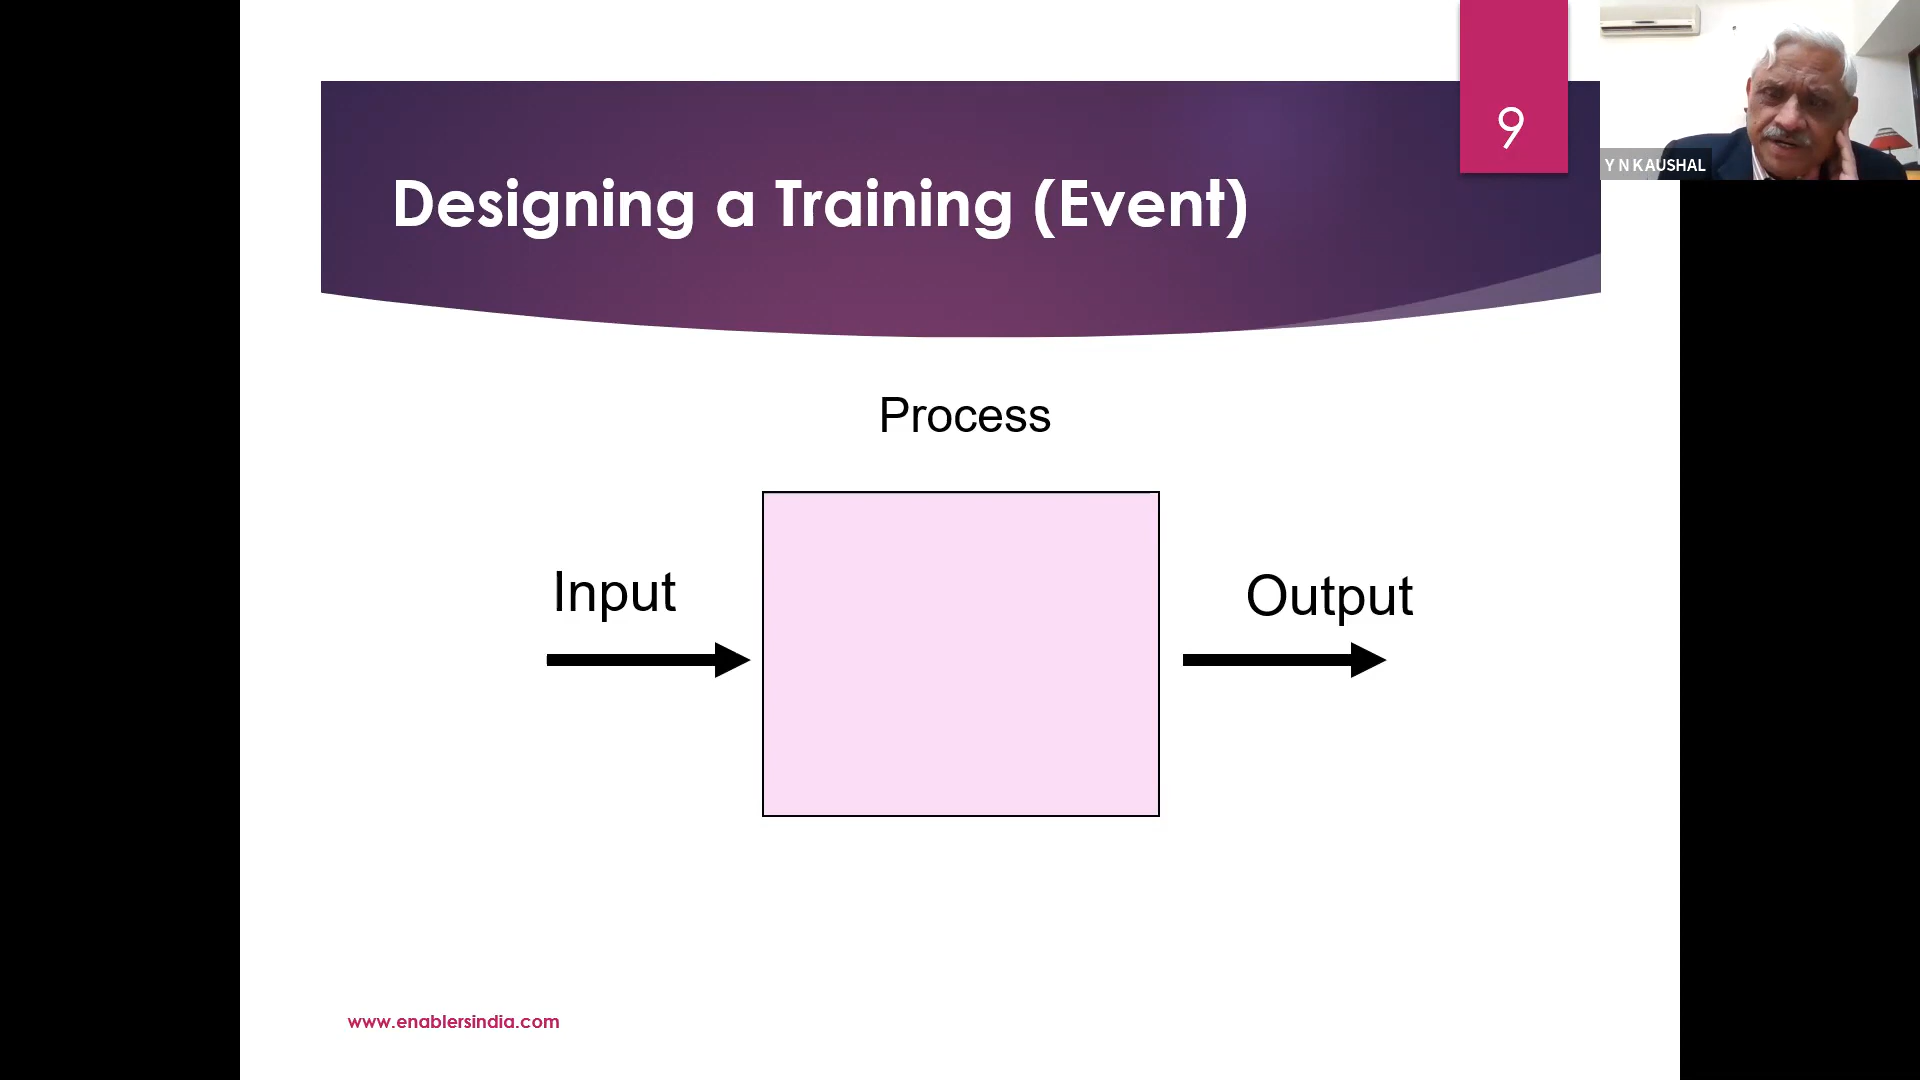 9
Y N KAUSHAL
Designing a Training (Event)
Process
Input
Output
www.enablersindia.com